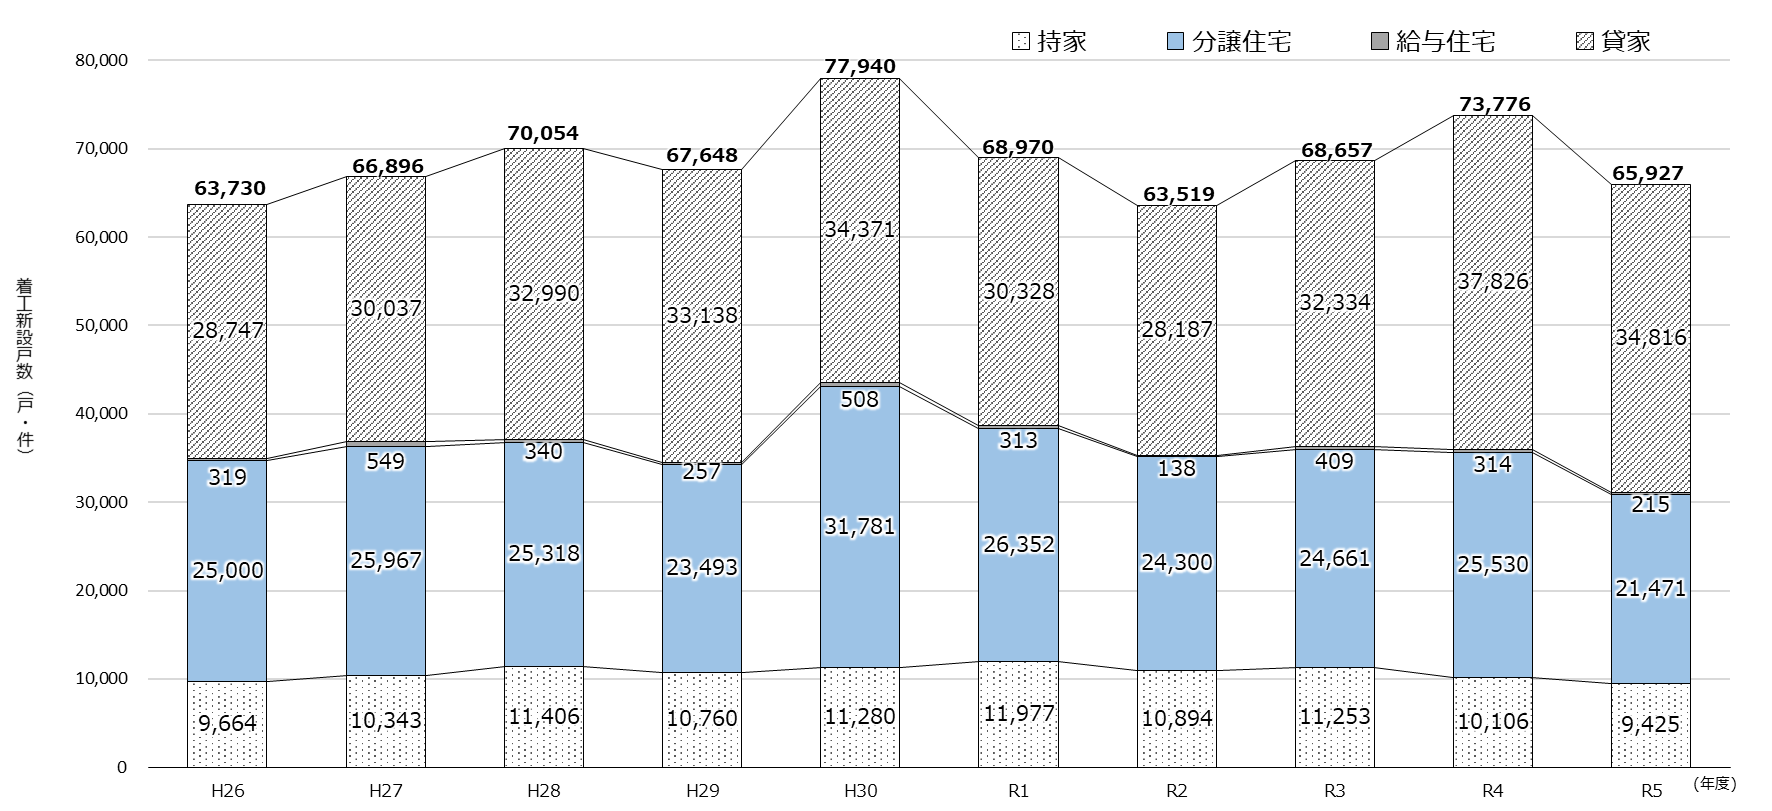 持家 分譲住宅 給与住宅 貸家
着工新設戸数（戸・件）
80,000
70,000
60,000
50,000
40,000
30,000
20,000
10,000
0
63,730 66,896 70,054 67,648 77,940 68,970 63,519 68,657 73,776 65,927
28,747 30,037 32,990 33,138 34,371 30,328 28,187 32,334 37,826 34,816
319 549 340 257 508 313 138 409 314 215
25,000 25,967 25,318 23,493 31,781 26,352 24,300 24,661 25,530 21,471
9,664 10,343 11,406 10,760 11,280 11,977 10,894 11,253 10,106 9,425
H26 H27 H28 H29 H30 R1 R2 R3 R4 R5 (年度)